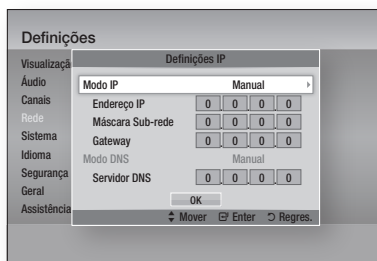 Definições
Visualizaçã
Áudio
Canais
Rede
Sistema
Idioma
Segurança
Geral
Assistência
Definições IP
Modo IP Manual
Endereço IP 0 . 0 . 0 . 0
Máscara Sub-rede 0 . 0 . 0 . 0
Gateway 0 . 0 . 0 . 0
Modo DNS Manual
Servidor DNS 0 . 0 . 0 . 0
OK
Mover Enter Regres.